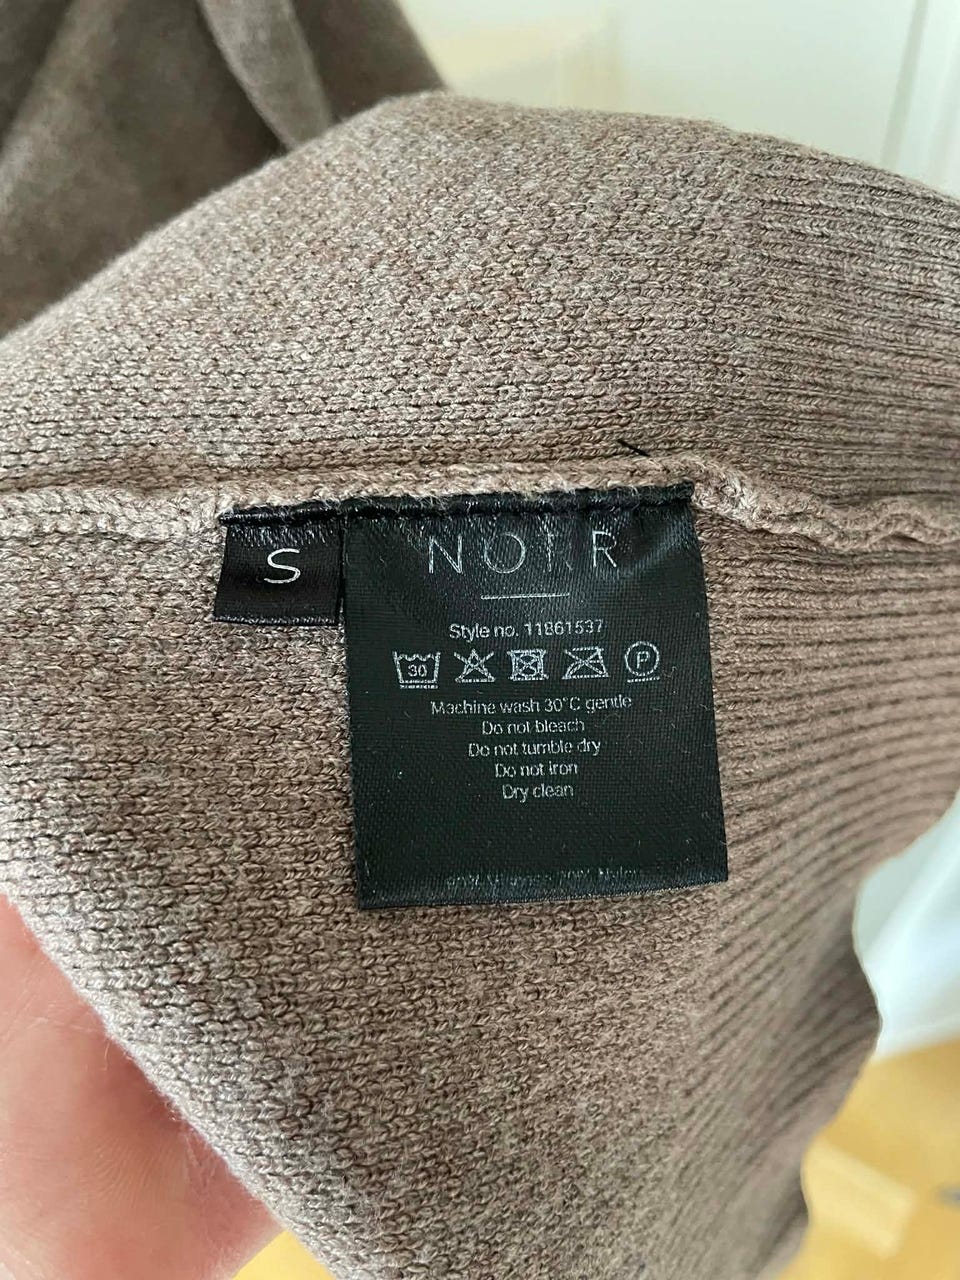 S
NOIR
Style no. 11861537
30
P
Machine wash 30°C gentle
Do not bleach
Do not tumble dry
Do not iron
Dry clean